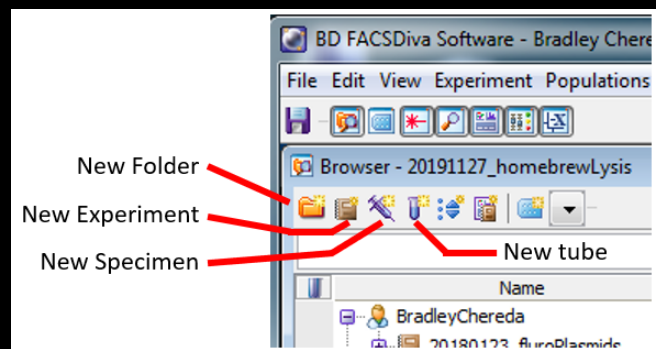 BD FACSDiva Software - Bradley Chere
File Edit View Experiment Populations
Browser - 20191127_homebrewLysis
New Folder
New Experiment
New Specimen
New tube
Name
BradleyChereda
20180123_fluroPlasmids